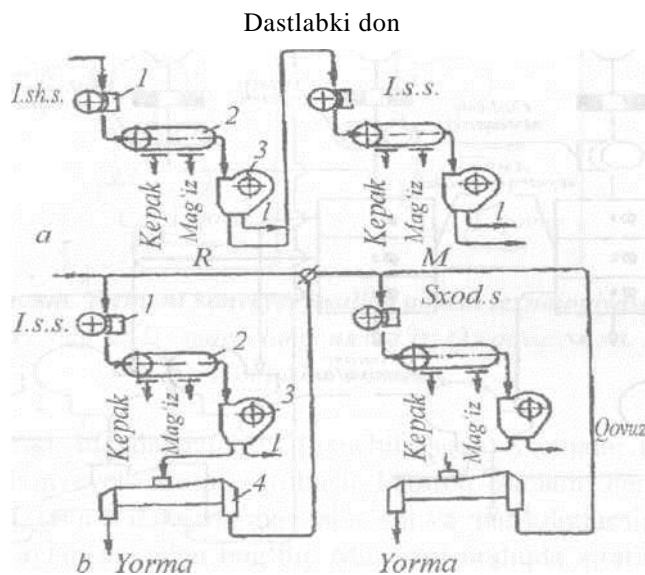 Dastlabki don
I.sh.s.
1
2
3
Kepak
Mag'iz
1
a
I.s.s.
Kepak
Mag'iz
1
R
M
I.s.s.
1
2
3
Kepak
Mag'iz
1
4
b Yorma
Sxod.s
Kepak
Mag'iz
Qovuz
Yorma